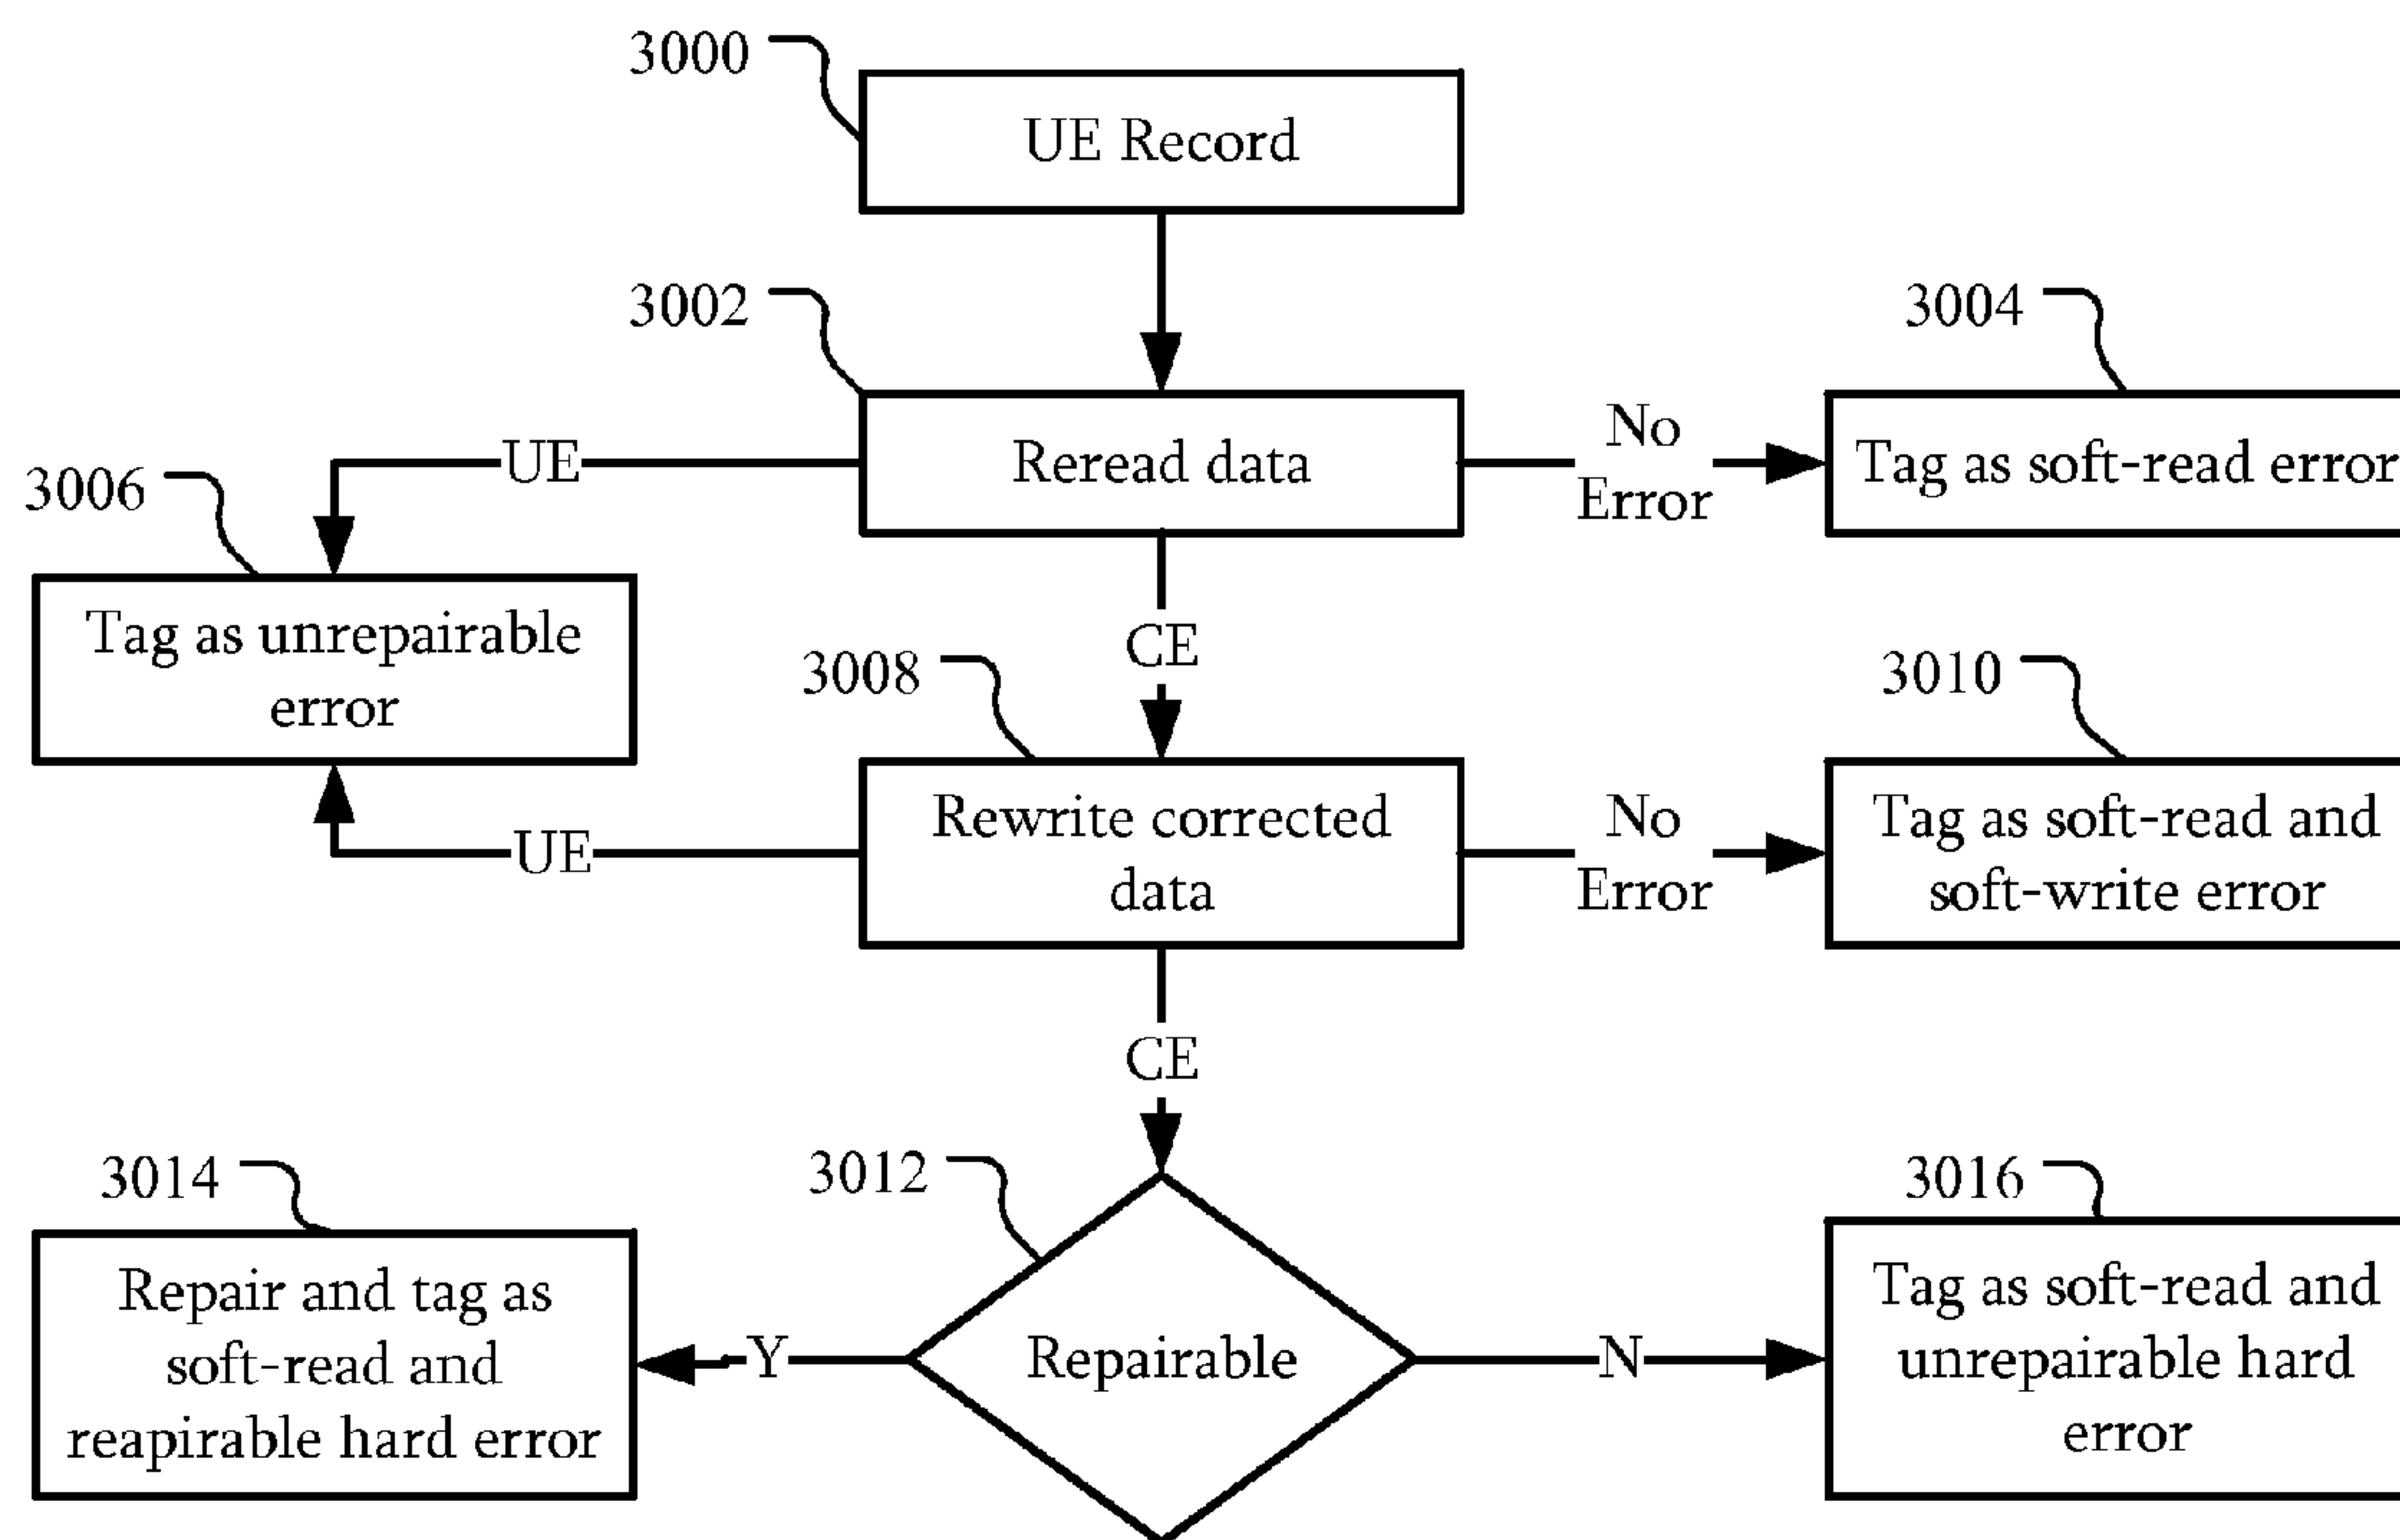 3000
UE Record
3002
3004
Reread data
No
Error
Tag as soft-read error
UE
3006
Tag as unrepairable
error
CE
3008
3010
Rewrite corrected
data
No
Error
Tag as soft-read and
soft-write error
UE
CE
3014
3012
3016
Repair and tag as
soft-read and
reapirable hard error
Y
Repairable
N
Tag as soft-read and
unrepairable hard
error